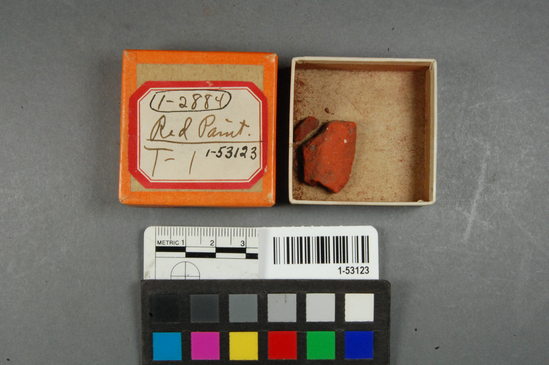 1-2884
Red Paint.
T-1 1-53123
METRIC 1 2 3
1-53123